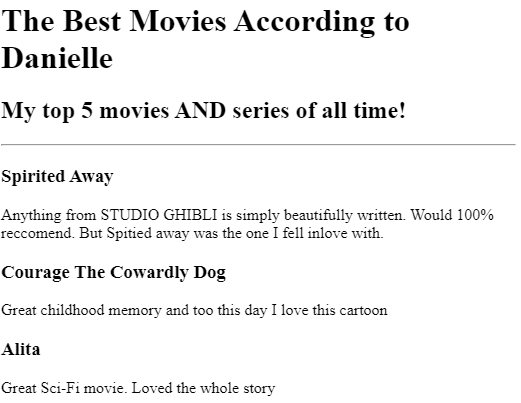 The Best Movies According to
Danielle
My top 5 movies AND series of all time!
Spirited Away
Anything from STUDIO GHIBLI is simply beautifully written. Would 100%
reccomend. But Spitied away was the one I fell inlove with.
Courage The Cowardly Dog
Great childhood memory and too this day I love this cartoon
Alita
Great Sci-Fi movie. Loved the whole story